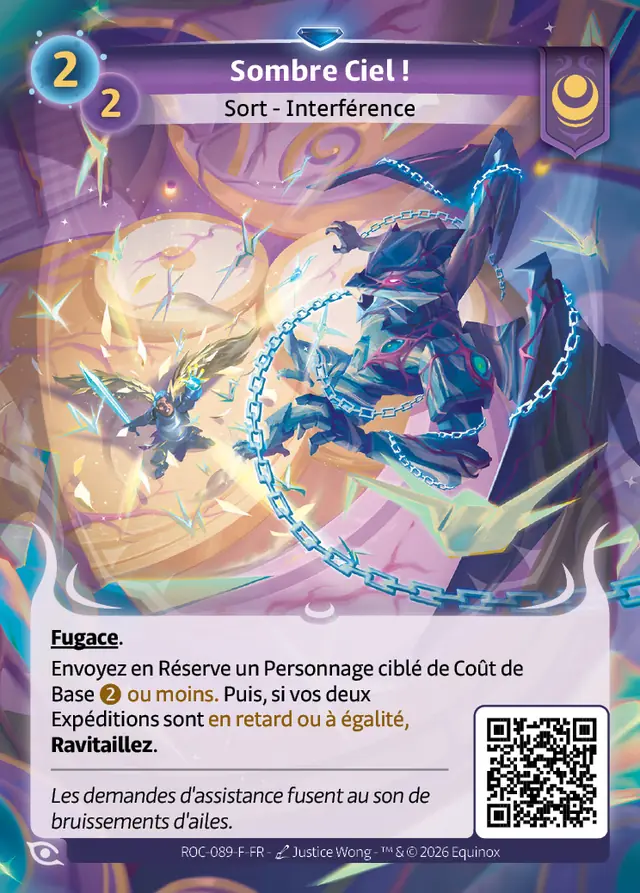 2
2
Sombre Ciel !
Sort - Interférence
Fugace.
Envoyez en Réserve un Personnage ciblé de Coût de
Base 2 ou moins. Puis, si vos deux
Expéditions sont en retard ou à égalité,
Ravitaillez.
Les demandes d'assistance fusent au son de
bruissements d'ailes.
ROC-089-F-FR - Justice Wong - ™ & © 2026 Equinox